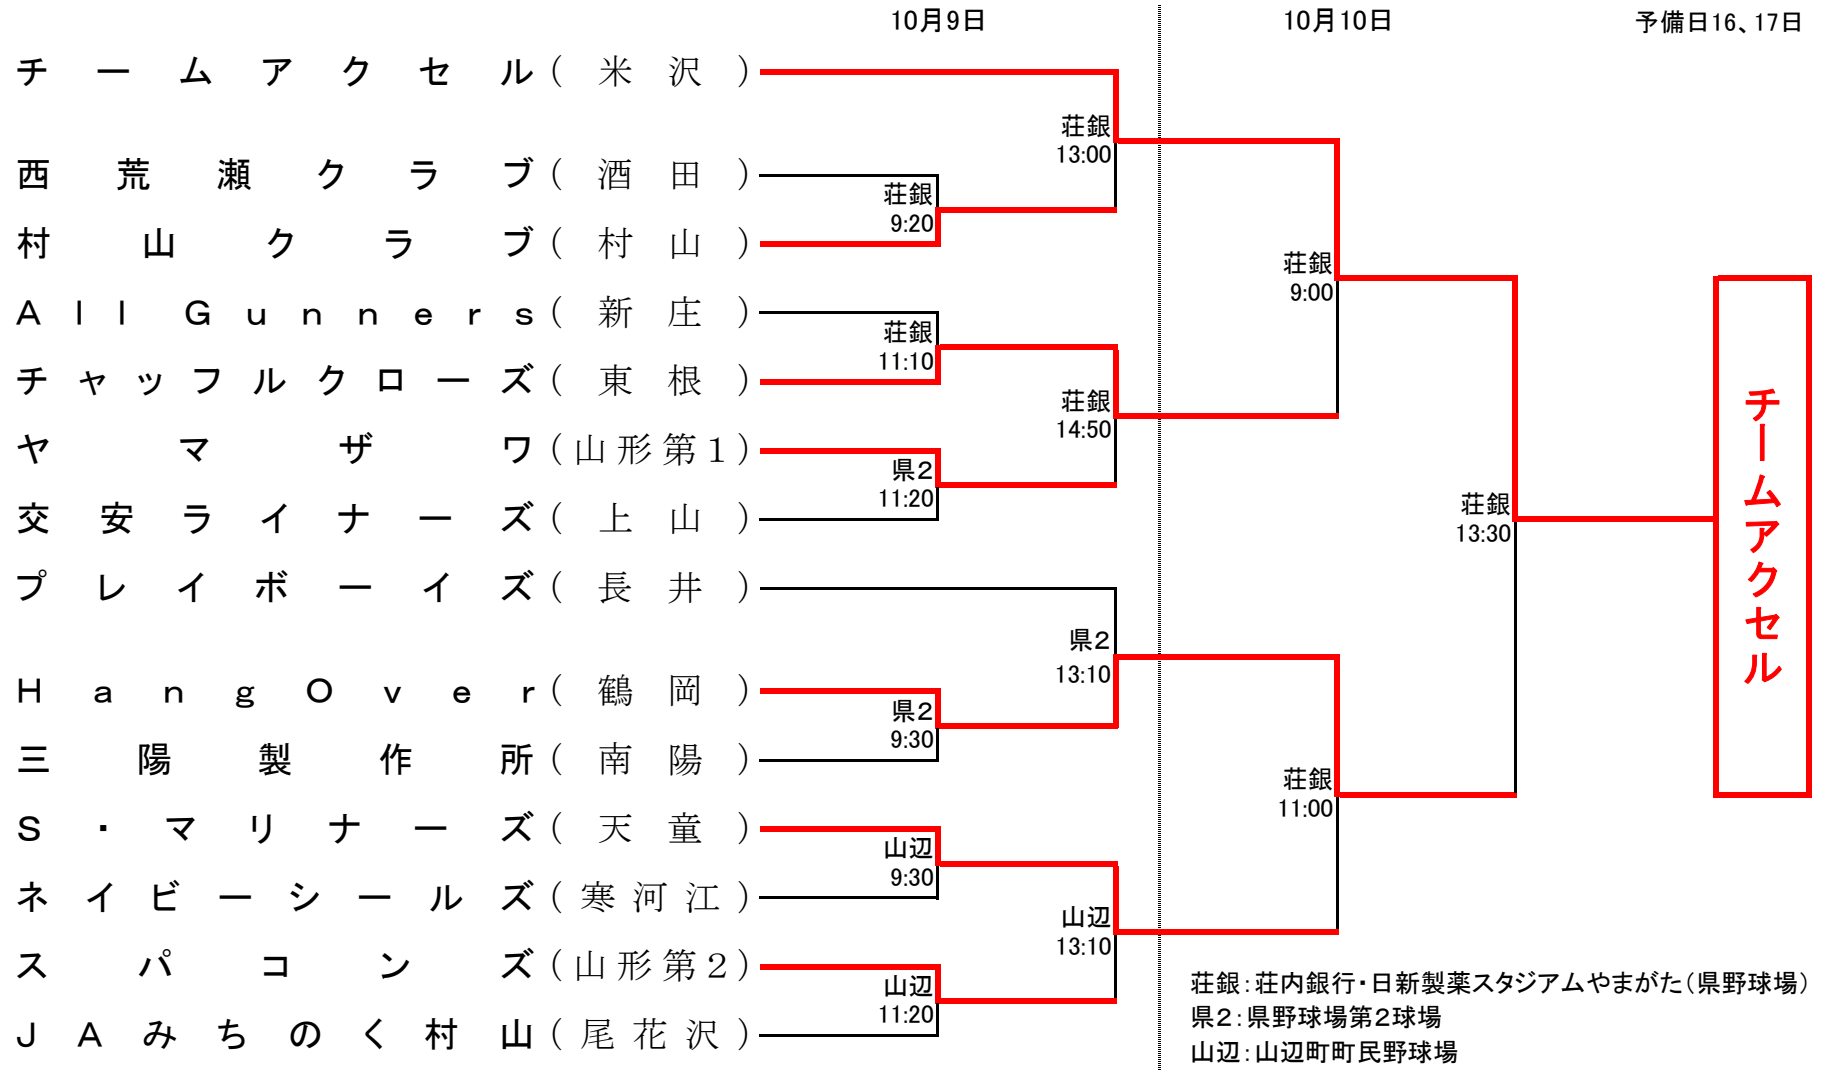 10月9日
10月10日
予備日16、17日
チームアクセル(米沢)
荘銀
13:00
西荒瀬クラブ(酒田)
荘銀
9:20
村山クラブ(村山)
荘銀
9:00
All Gunners(新庄)
荘銀
11:10
チャッフルクローズ(東根)
荘銀
14:50
ヤマザワ(山形第1)
県2
11:20
交安ライナーズ(上山)
荘銀
13:30
チームアクセル
プレイボーイズ(長井)
県2
13:10
HangOver(鶴岡)
県2
9:30
三陽製作所(南陽)
荘銀
11:00
S・マリナーズ(天童)
山辺
9:30
ネイビーシールズ(寒河江)
山辺
13:10
スパコンズ(山形第2)
山辺
11:20
JAみちのく村山(尾花沢)
荘銀:荘内銀行・日新製薬スタジアムやまがた(県野球場)
県2:県野球場第2球場
山辺:山辺町町民野球場